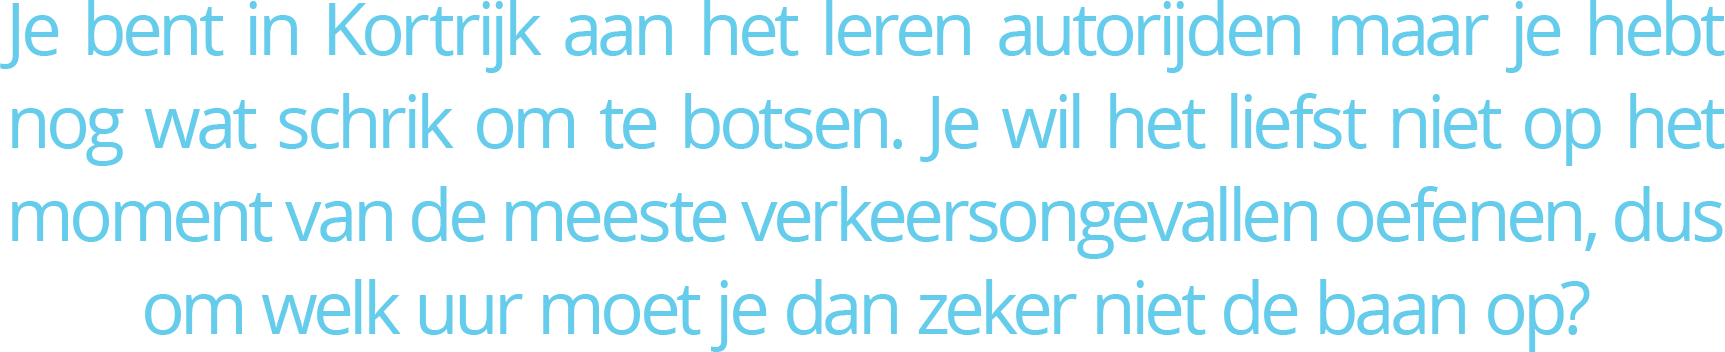 Je bent in Kortrijk aan het leren autorijden maar je hebt
nog wat schrik om te botsen. Je wil het liefst niet op het
moment van de meeste verkeersongevallen oefenen, dus
om welk uur moet je dan zeker niet de baan op?